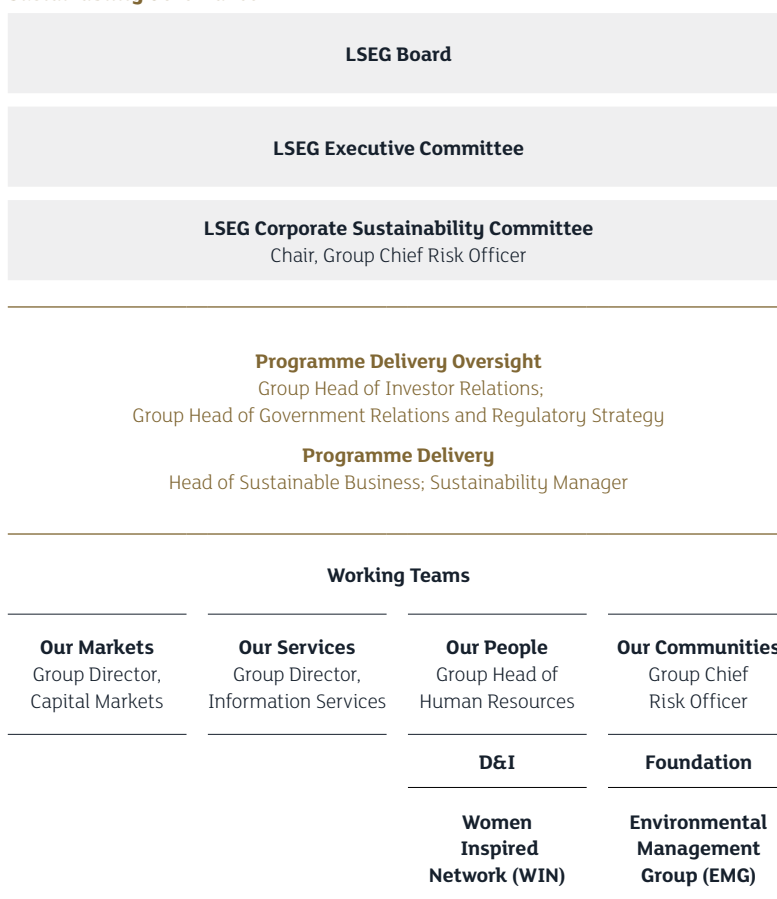 LSEG Board
LSEG Executive Committee
LSEG Corporate Sustainability Committee
Chair, Group Chief Risk Officer
Programme Delivery Oversight
Group Head of Investor Relations;
Group Head of Government Relations and Regulatory Strategy
Programme Delivery
Head of Sustainable Business; Sustainability Manager
Working Teams
Our Markets
Group Director,
Capital Markets
Our Services
Group Director,
Information Services
Our People
Group Head of
Human Resources
Our Communities
Group Chief
Risk Officer
D&I
Foundation
Women
Inspired
Network (WIN)
Environmental
Management
Group (EMG)